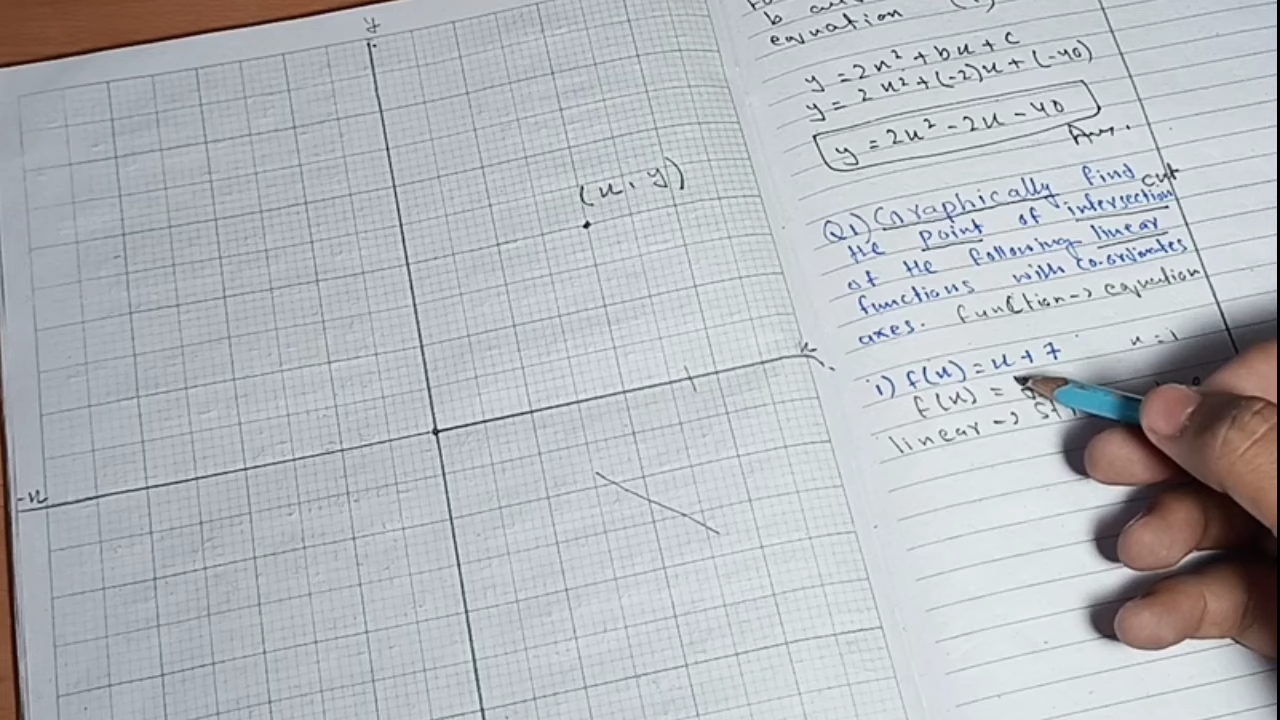 y
(x, y)
x
-x
equation
y = 2x² + bx + c
y = 2x² + (-2)x + (-40)
y = 2x² - 2x - 40
Ans.
Q1) Graphically find
cut
the point of intersection
of the following linear
functions with co-ordinates
axes. function -> equation
i) f(x) = x + 7
x = 1
f(x) =
linear ->